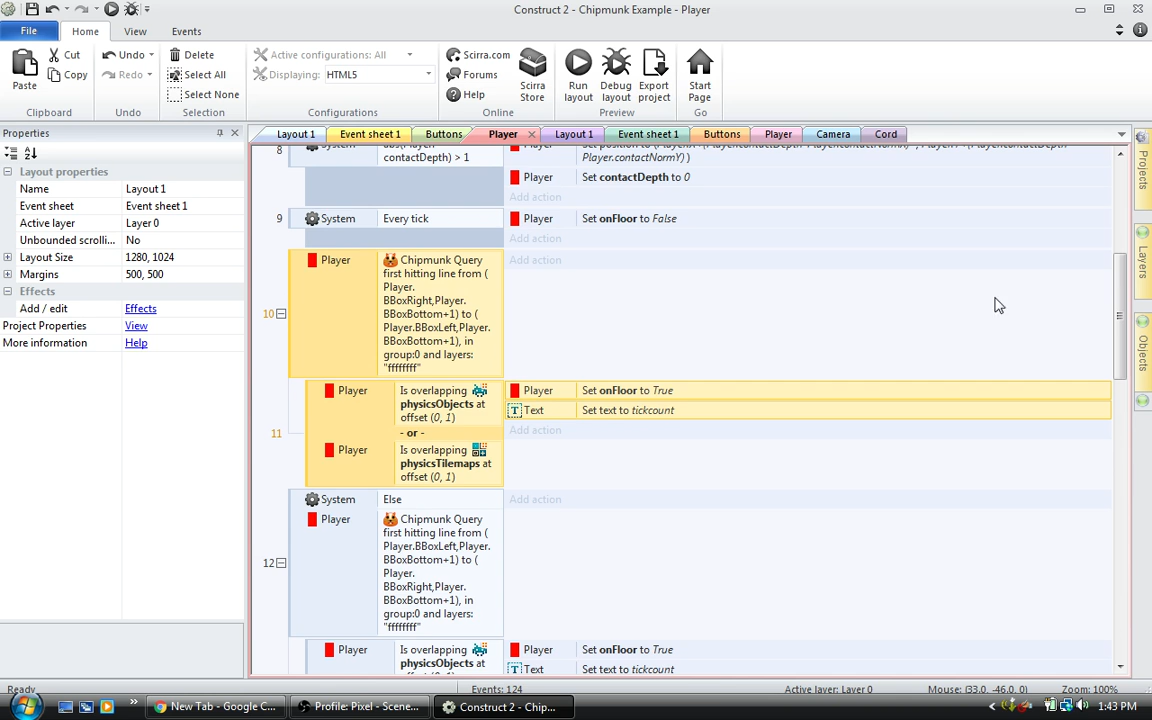 Construct 2 - Chipmunk Example - Player
File Home View Events
Paste Cut Copy
Clipboard
Undo Redo
Undo
Delete Select All Select None
Selection
Active configurations: All
Displaying: HTML5
Configurations
Scirra.com Forums Help Scirra Store
Online
Run layout Debug layout Export project
Preview
Start Page
Go
Properties
Layout properties
Name Layout 1
Event sheet Event sheet 1
Active layer Layer 0
Unbounded scrolli... No
Layout Size 1280, 1024
Margins 500, 500
Effects
Add / edit Effects
Project Properties View
More information Help
Layout 1 Event sheet 1 Buttons Player Layout 1 Event sheet 1 Buttons Player Camera Cord
8 System
contactDepth) > 1
Player
Player.contactNormY) )
Player Set contactDepth to 0
Add action
9 System Every tick Player Set onFloor to False
Add action
10 Player Chipmunk Query Add action
first hitting line from (
Player.
BBoxRight,Player.
BBoxBottom+1) to (
Player.BBoxLeft,Player.
BBoxBottom+1), in
group:0 and layers:
"ffffffff"
11 Player Is overlapping
physicsObjects at
offset (0, 1)
- or -
Player Is overlapping
physicsTilemaps at
offset (0, 1)
Player Set onFloor to True
Text Set text to tickcount
Add action
12 System Else Add action
Player Chipmunk Query
first hitting line from (
Player.BBoxLeft,Player.
BBoxBottom+1) to (
Player.
BBoxRight,Player.
BBoxBottom+1), in
group:0 and layers:
"ffffffff"
Player Is overlapping
physicsObjects at
Player Set onFloor to True
Text Set text to tickcount
Projects
Layers
Objects
Ready Events: 124 Active layer: Layer 0 Mouse: (33.0, -46.0, 0) Zoom: 100%
New Tab - Google C...
Profile: Pixel - Scene...
Construct 2 - Chip...
1:43 PM